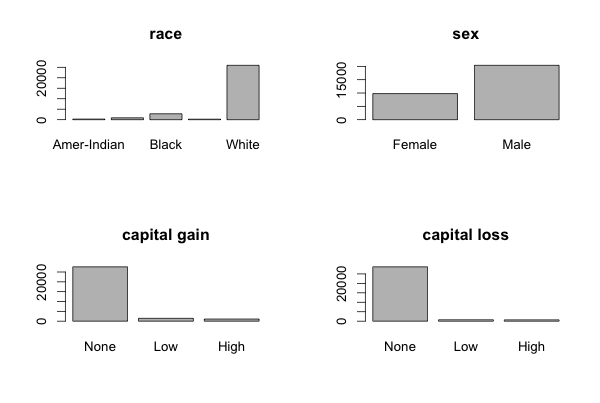 race
20000
0
Amer-Indian Black White
sex
15000
0
Female Male
capital gain
20000
0
None Low High
capital loss
20000
0
None Low High